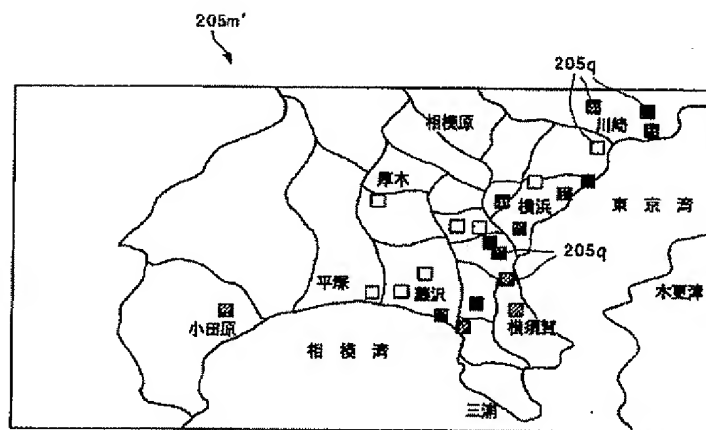 205m'
205q
相模原
川崎
厚木
横浜
東京湾
205q
平塚
藤沢
木更津
小田原
横須賀
相模湾
三浦